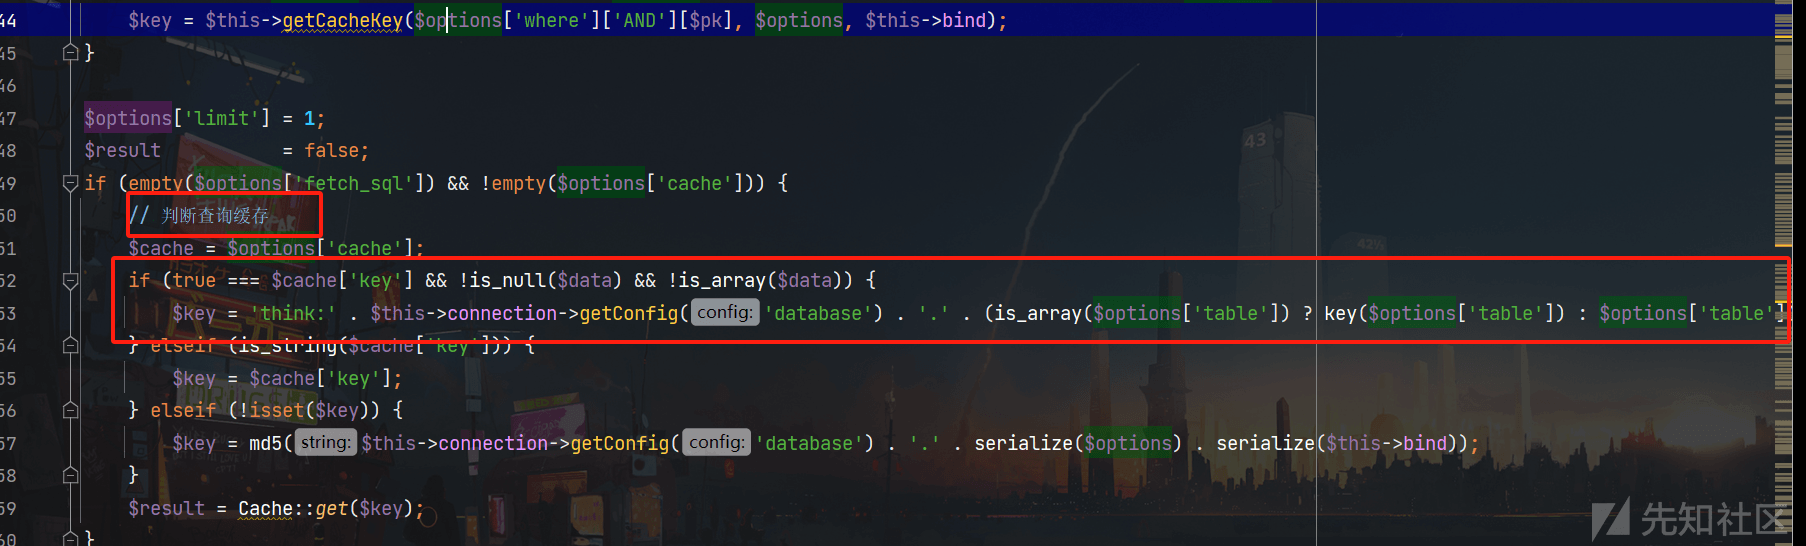 44 $key = $this->getCacheKey($options['where']['AND'][$pk], $options, $this->bind);
45 }
46
47 $options['limit'] = 1;
48 $result = false;
49 if (empty($options['fetch_sql']) && !empty($options['cache'])) {
50 // 判断查询缓存
51 $cache = $options['cache'];
52 if (true === $cache['key'] && !is_null($data) && !is_array($data)) {
53 $key = 'think:' . $this->connection->getConfig( config: 'database') . '.' . (is_array($options['table']) ? key($options['table']) : $options['table']
54 } elseif (is_string($cache['key'])) {
55 $key = $cache['key'];
56 } elseif (!isset($key)) {
57 $key = md5( string: $this->connection->getConfig( config: 'database') . '.' . serialize($options) . serialize($this->bind));
58 }
59 $result = Cache::get($key);
60 }
先知社区